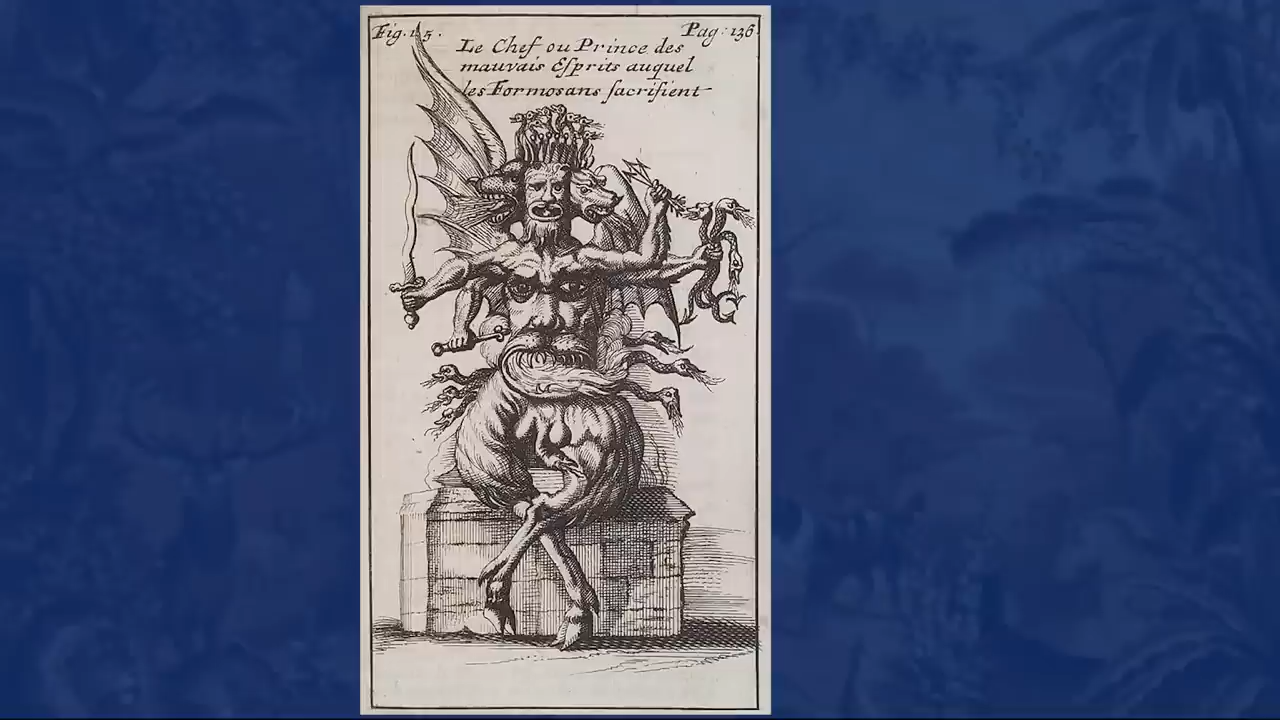 Fig. 15. Pag: 136.
Le Chef ou Prince des
mauvais Eſprits auquel
les Formosans ſacrifient